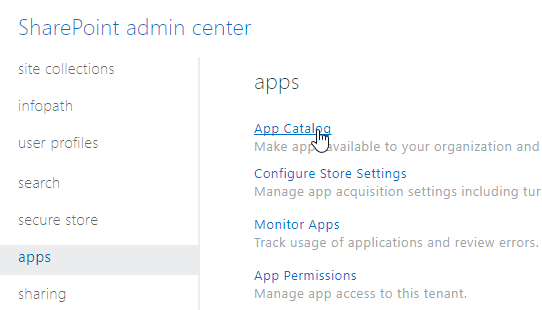 SharePoint admin center
site collections
infopath
user profiles
search
secure store
apps
sharing
apps
App Catalog
Make apps available to your organization and
Configure Store Settings
Manage app acquisition settings including tur
Monitor Apps
Track usage of applications and review errors.
App Permissions
Manage app access to this tenant.